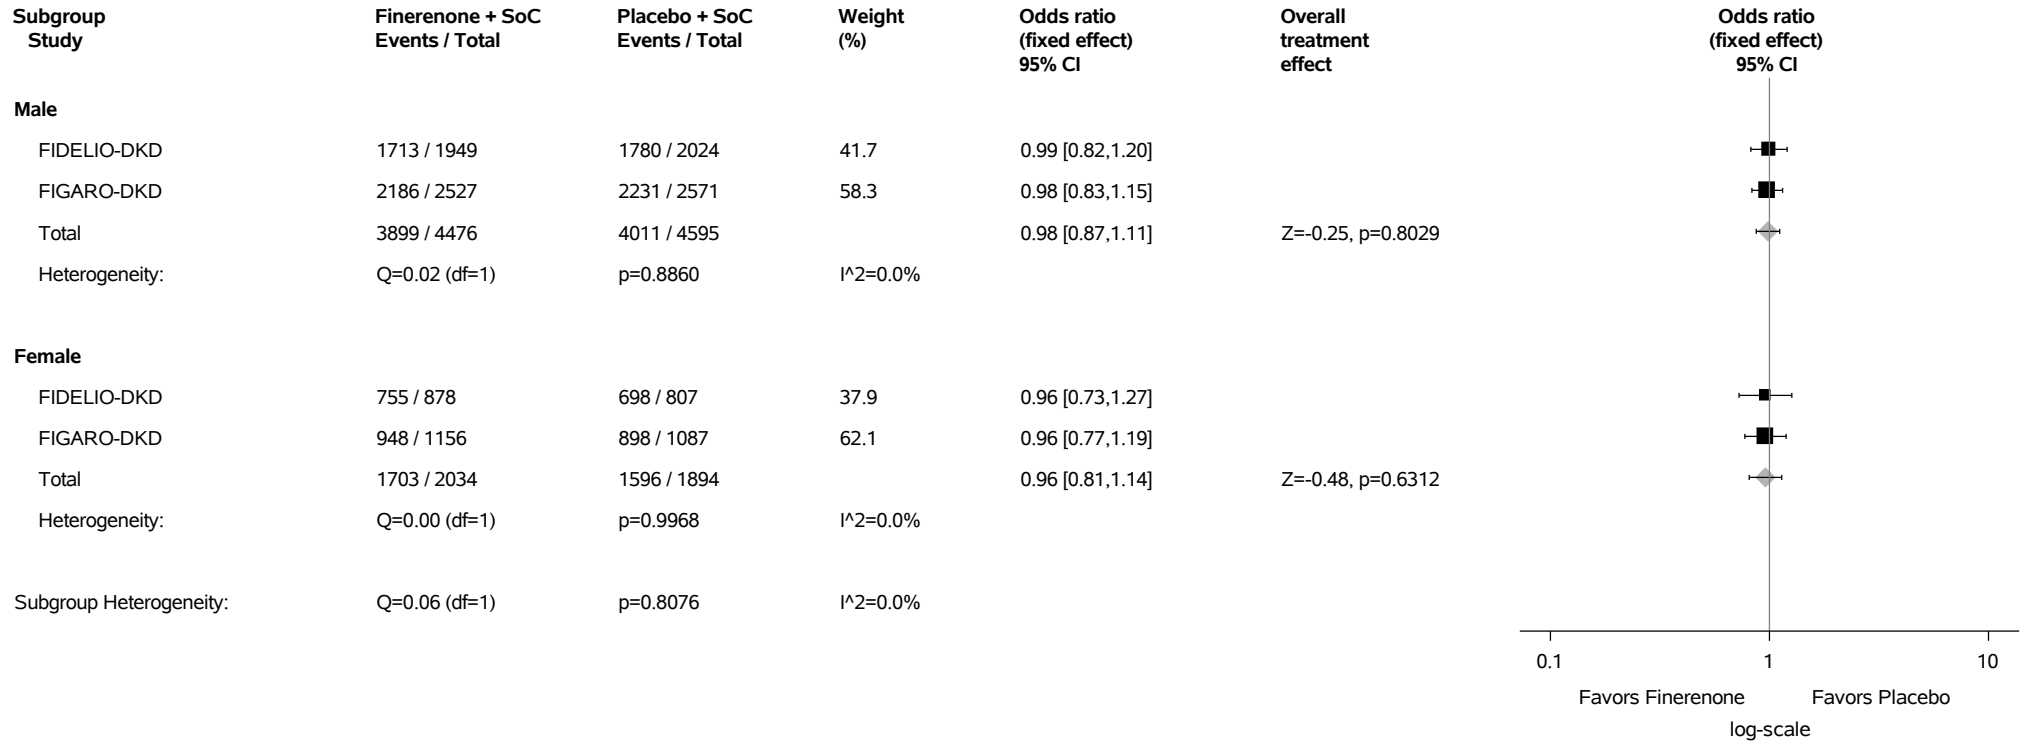 Subgroup Finerenone + SoC Placebo + SoC Weight Odds ratio Overall Odds ratio
Study Events / Total Events / Total (%) (fixed effect) treatment (fixed effect)
95% CI effect 95% CI
Male
FIDELIO-DKD 1713 / 1949 1780 / 2024 41.7 0.99 [0.82,1.20]
FIGARO-DKD 2186 / 2527 2231 / 2571 58.3 0.98 [0.83,1.15]
Total 3899 / 4476 4011 / 4595 0.98 [0.87,1.11] Z=-0.25, p=0.8029
Heterogeneity: Q=0.02 (df=1) p=0.8860 I^2=0.0%
Female
FIDELIO-DKD 755 / 878 698 / 807 37.9 0.96 [0.73,1.27]
FIGARO-DKD 948 / 1156 898 / 1087 62.1 0.96 [0.77,1.19]
Total 1703 / 2034 1596 / 1894 0.96 [0.81,1.14] Z=-0.48, p=0.6312
Heterogeneity: Q=0.00 (df=1) p=0.9968 I^2=0.0%
Subgroup Heterogeneity: Q=0.06 (df=1) p=0.8076 I^2=0.0%
0.1 1 10
Favors Finerenone Favors Placebo
log-scale